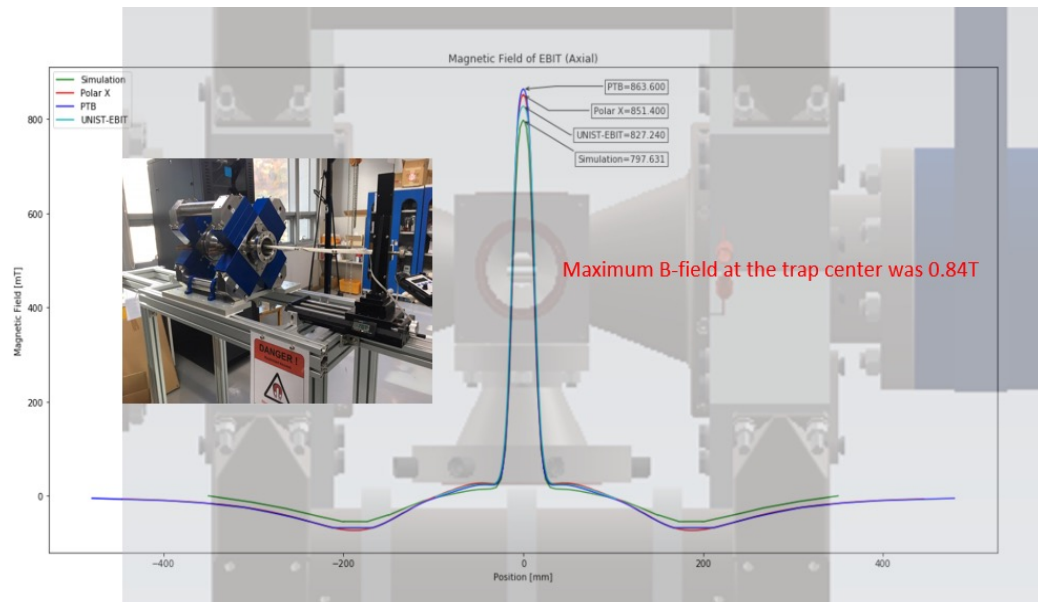 Magnetic Field of EBIT (Axial)
Simulation
Polar X
PTB
UNIST-EBIT
PTB=863.600
Polar X=851.400
UNIST-EBIT=827.240
Simulation=797.631
Maximum B-field at the trap center was 0.84T
Magnetic Field [mT]
800
600
400
200
0
DANGER !
−400
−200
0
200
400
Position [mm]